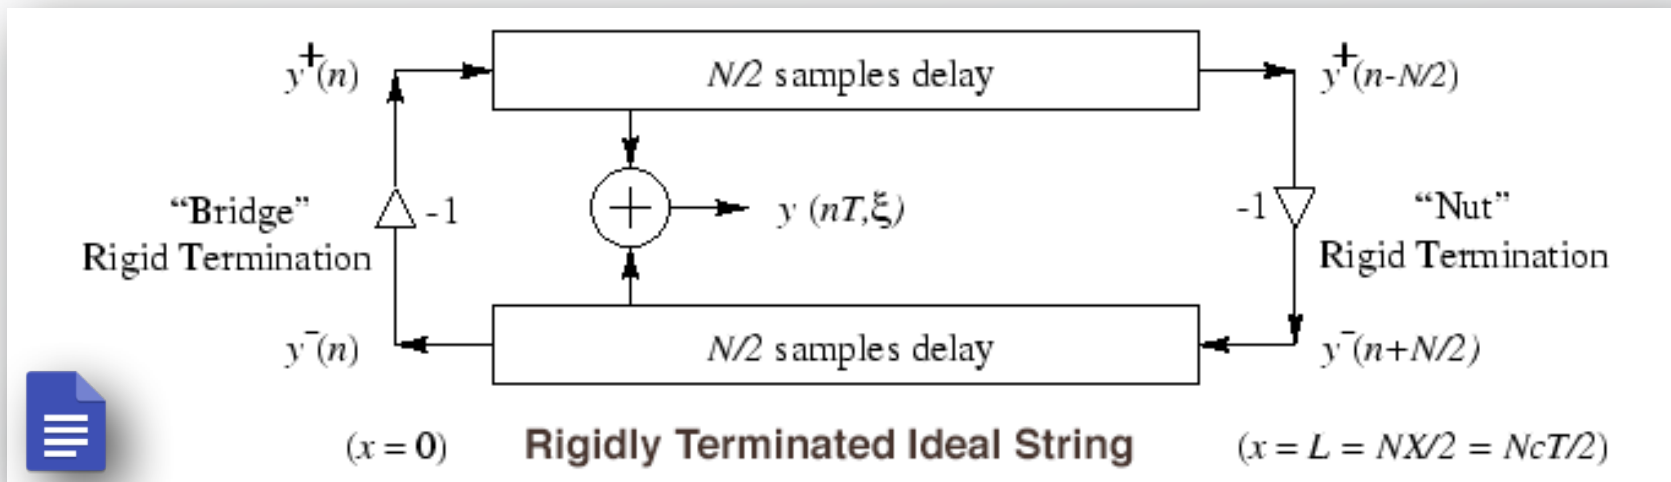 y⁺(n) N/2 samples delay y⁺(n-N/2)
“Bridge” -1 + y (nT,ξ) -1 “Nut”
Rigid Termination Rigid Termination
y⁻(n) N/2 samples delay y⁻(n+N/2)
(x = 0) Rigidly Terminated Ideal String (x = L = NX/2 = NcT/2)